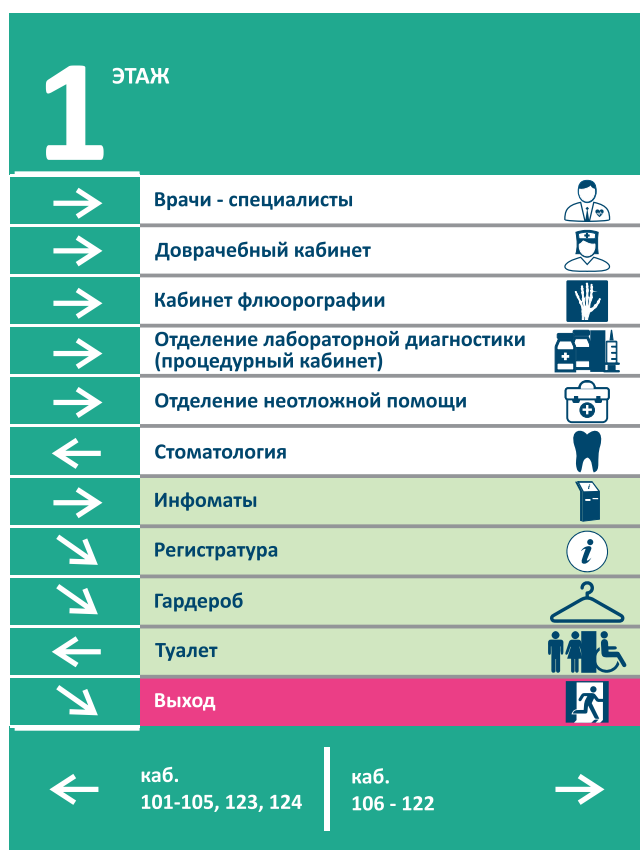 1 ЭТАЖ
Врачи - специалисты
Доврачебный кабинет
Кабинет флюорографии
Отделение лабораторной диагностики
(процедурный кабинет)
Отделение неотложной помощи
Стоматология
Инфоматы
Регистратура
Гардероб
Туалет
Выход
каб.
101-105, 123, 124
каб.
106 - 122